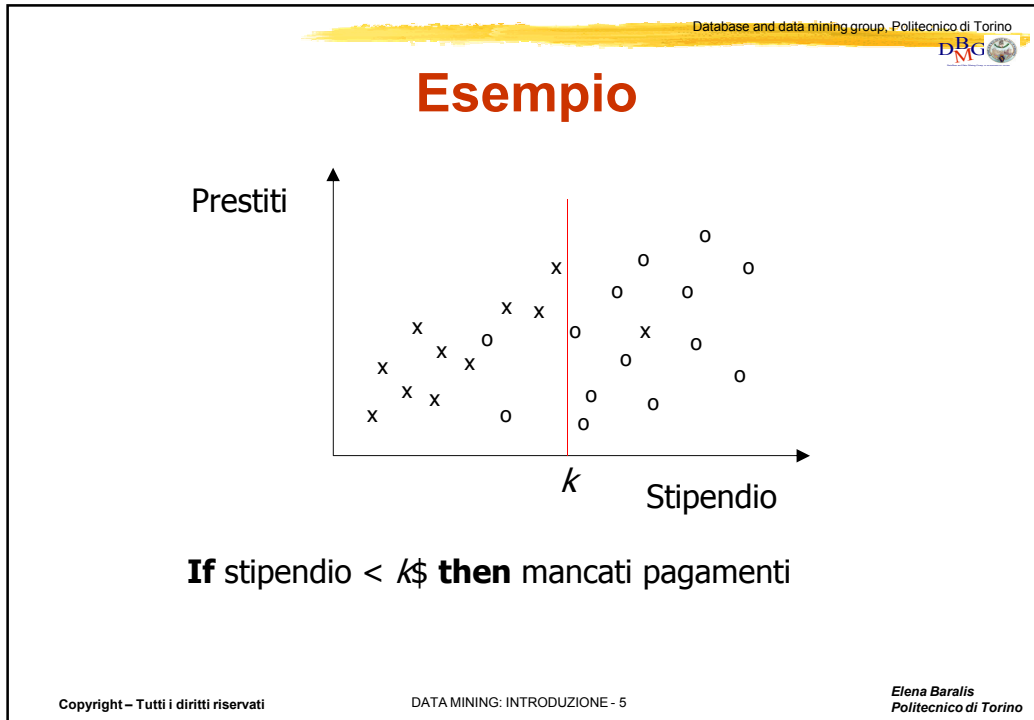 Database and data mining group, Politecnico di Torino
DBMG
Esempio
Prestiti
o
x o o
o o
x x
x o o x
x o o
x x o
x o
x x o o
x o o
o
k
Stipendio
If stipendio < k$ then mancati pagamenti
Copyright – Tutti i diritti riservati
DATA MINING: INTRODUZIONE - 5
Elena Baralis
Politecnico di Torino